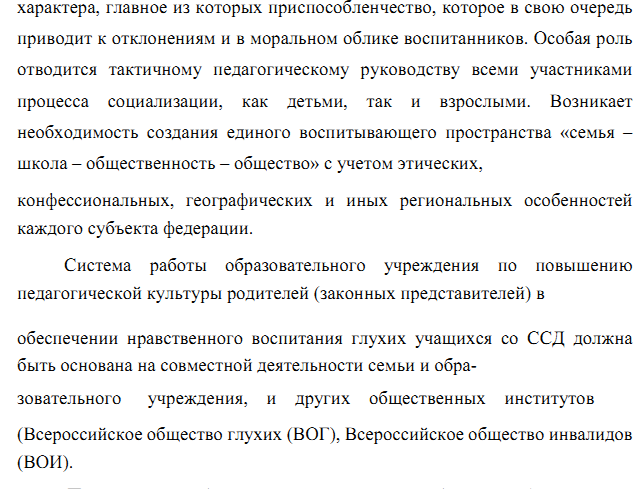 характера, главное из которых приспособленчество, которое в свою очередь
приводит к отклонениям и в моральном облике воспитанников. Особая роль
отводится тактичному педагогическому руководству всеми участниками
процесса социализации, как детьми, так и взрослыми. Возникает
необходимость создания единого воспитывающего пространства «семья –
школа – общественность – общество» с учетом этических,
конфессиональных, географических и иных региональных особенностей
каждого субъекта федерации.
Система работы образовательного учреждения по повышению
педагогической культуры родителей (законных представителей) в
обеспечении нравственного воспитания глухих учащихся со ССД должна
быть основана на совместной деятельности семьи и обра-
зовательного учреждения, и других общественных институтов
(Всероссийское общество глухих (ВОГ), Всероссийское общество инвалидов
(ВОИ).